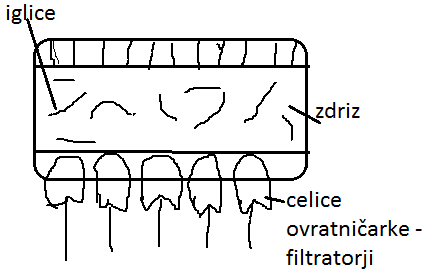 iglice
zdriz
celice
ovratničarke -
filtratorji